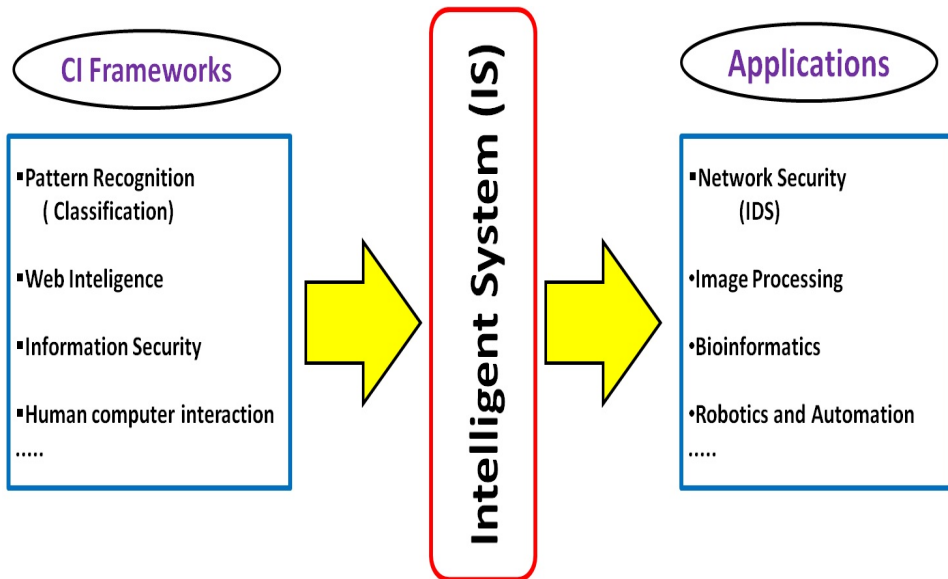 CI Frameworks
▪Pattern Recognition
( Classification)
▪Web Inteligence
▪Information Security
▪Human computer interaction
.....
Intelligent System (IS)
Applications
▪Network Security
(IDS)
•Image Processing
•Bioinformatics
•Robotics and Automation
.....